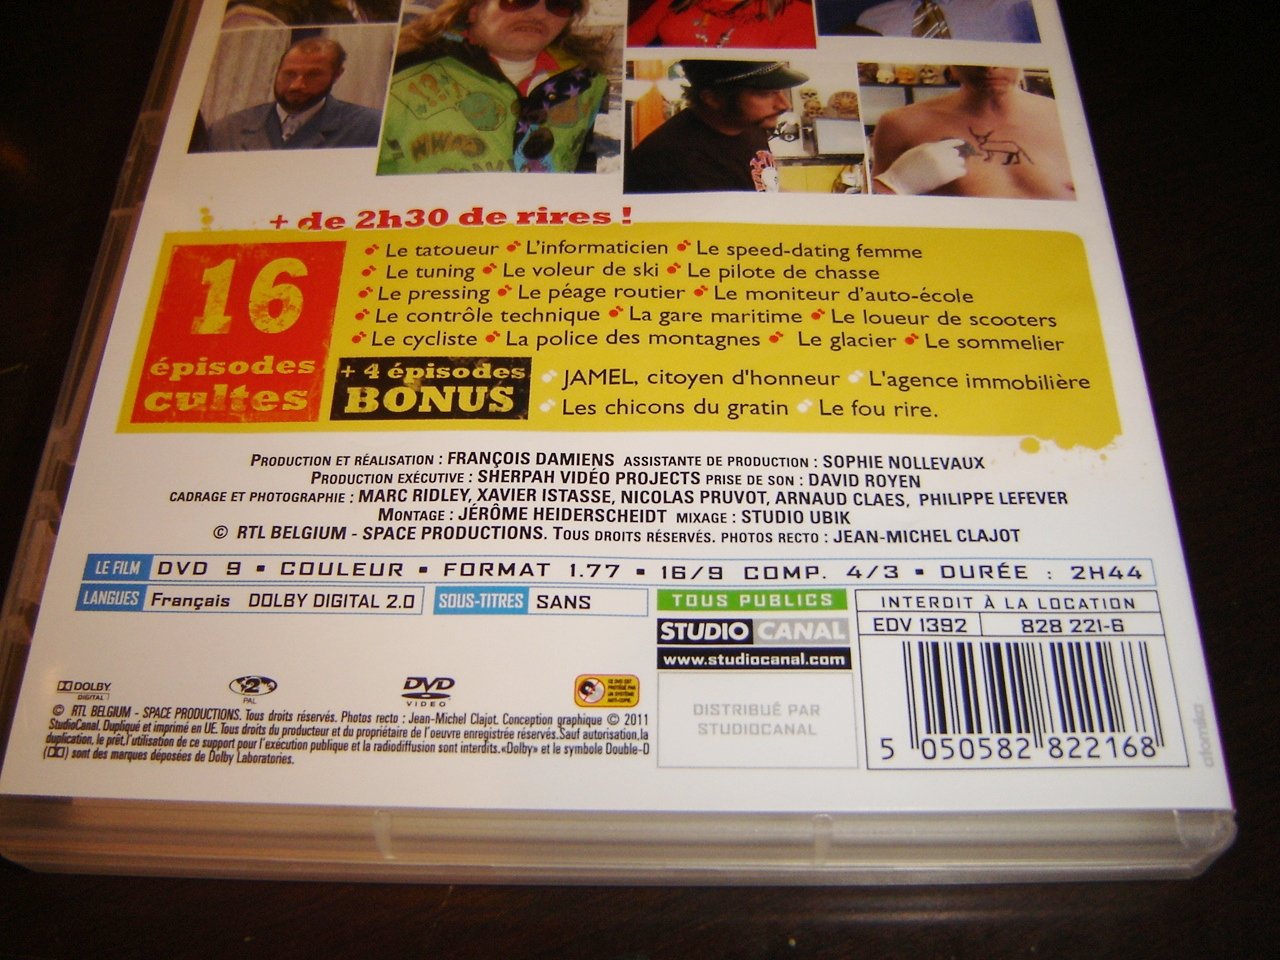 + de 2h30 de rires !
16
épisodes
cultes
Le tatoueur L'informaticien Le speed-dating femme
Le tuning Le voleur de ski Le pilote de chasse
Le pressing Le péage routier Le moniteur d'auto-école
Le contrôle technique La gare maritime Le loueur de scooters
Le cycliste La police des montagnes Le glacier Le sommelier
+ 4 épisodes
BONUS
JAMEL, citoyen d'honneur L'agence immobilière
Les chicons du gratin Le fou rire.
PRODUCTION ET RÉALISATION : FRANÇOIS DAMIENS ASSISTANTE DE PRODUCTION : SOPHIE NOLLEVAUX
PRODUCTION EXÉCUTIVE : SHERPAH VIDÉO PROJECTS PRISE DE SON : DAVID ROYEN
CADRAGE ET PHOTOGRAPHIE : MARC RIDLEY, XAVIER ISTASSE, NICOLAS PRUVOT, ARNAUD CLAES, PHILIPPE LEFEVER
MONTAGE : JÉRÔME HEIDERSCHEIDT MIXAGE : STUDIO UBIK
© RTL BELGIUM - SPACE PRODUCTIONS. TOUS DROITS RÉSERVÉS. PHOTOS RECTO : JEAN-MICHEL CLAJOT
LE FILM DVD 9 ▪ COULEUR ▪ FORMAT 1.77 ▪ 16/9 COMP. 4/3 ▪ DURÉE : 2H44
LANGUES Français DOLBY DIGITAL 2.0 SOUS-TITRES SANS
TOUS PUBLICS
STUDIO CANAL
www.studiocanal.com
DISTRIBUÉ PAR
STUDIOCANAL
INTERDIT À LA LOCATION
EDV 1392 828 221-6
5 050582 822168
atomika
DOLBY
DIGITAL
2
PAL
DVD
VIDEO
CE DVD EST
PROTÉGÉ PAR
UN SYSTÈME
ANTI-COPIE
© RTL BELGIUM - SPACE PRODUCTIONS. Tous droits réservés. Photos recto : Jean-Michel Clajot. Conception graphique © 2011
StudioCanal. Dupliqué et imprimé en UE. Tous droits du producteur et du propriétaire de l'oeuvre enregistrée réservés. Sauf autorisation, la
duplication, le prêt, l'utilisation de ce support pour l'exécution publique et la radiodiffusion sont interdits. «Dolby» et le symbole Double-D
sont des marques déposées de Dolby Laboratories.